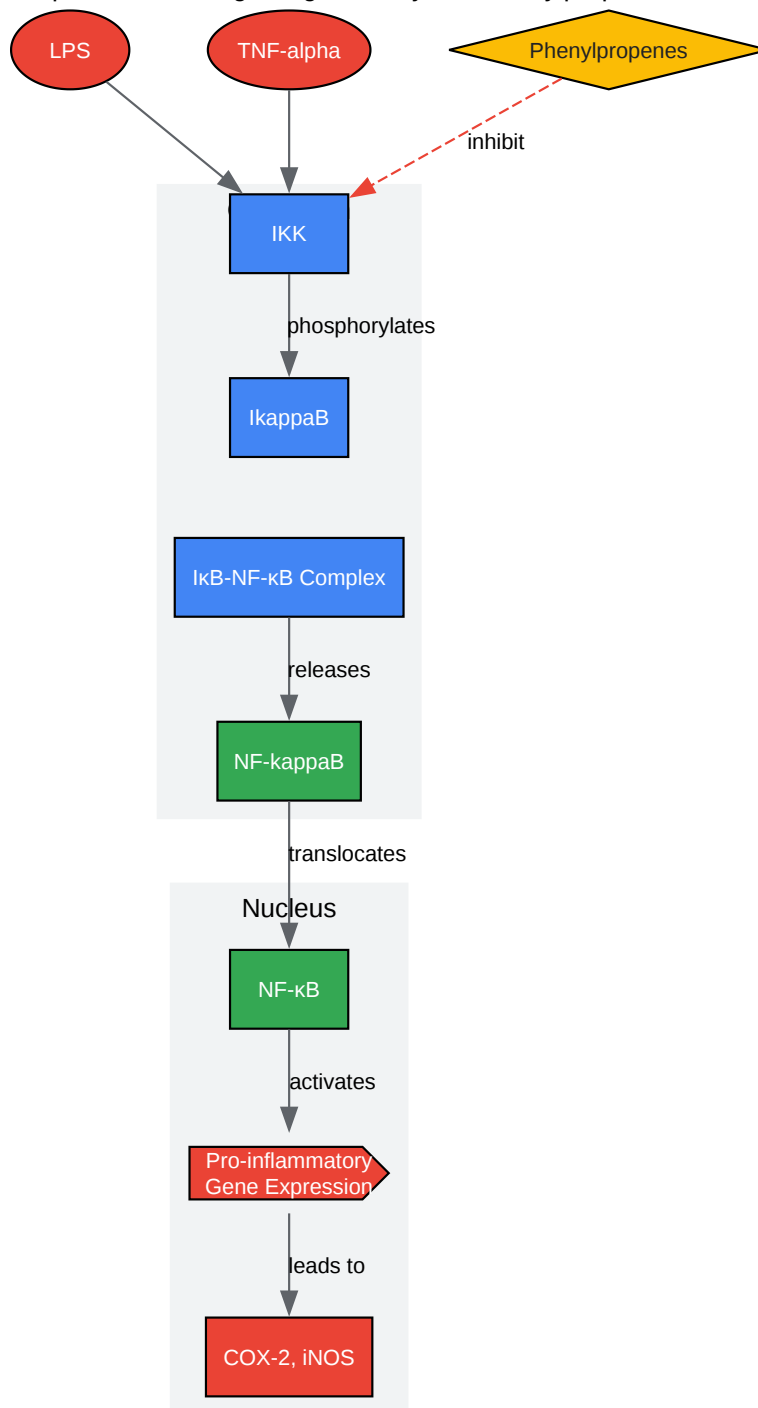 LPS
TNF-alpha
Phenylpropenes
inhibit
IKK
phosphorylates
IkappaB
IκB-NF-κB Complex
releases
NF-kappaB
translocates
Nucleus
NF-κB
activates
Pro-inflammatory
Gene Expression
leads to
COX-2, iNOS